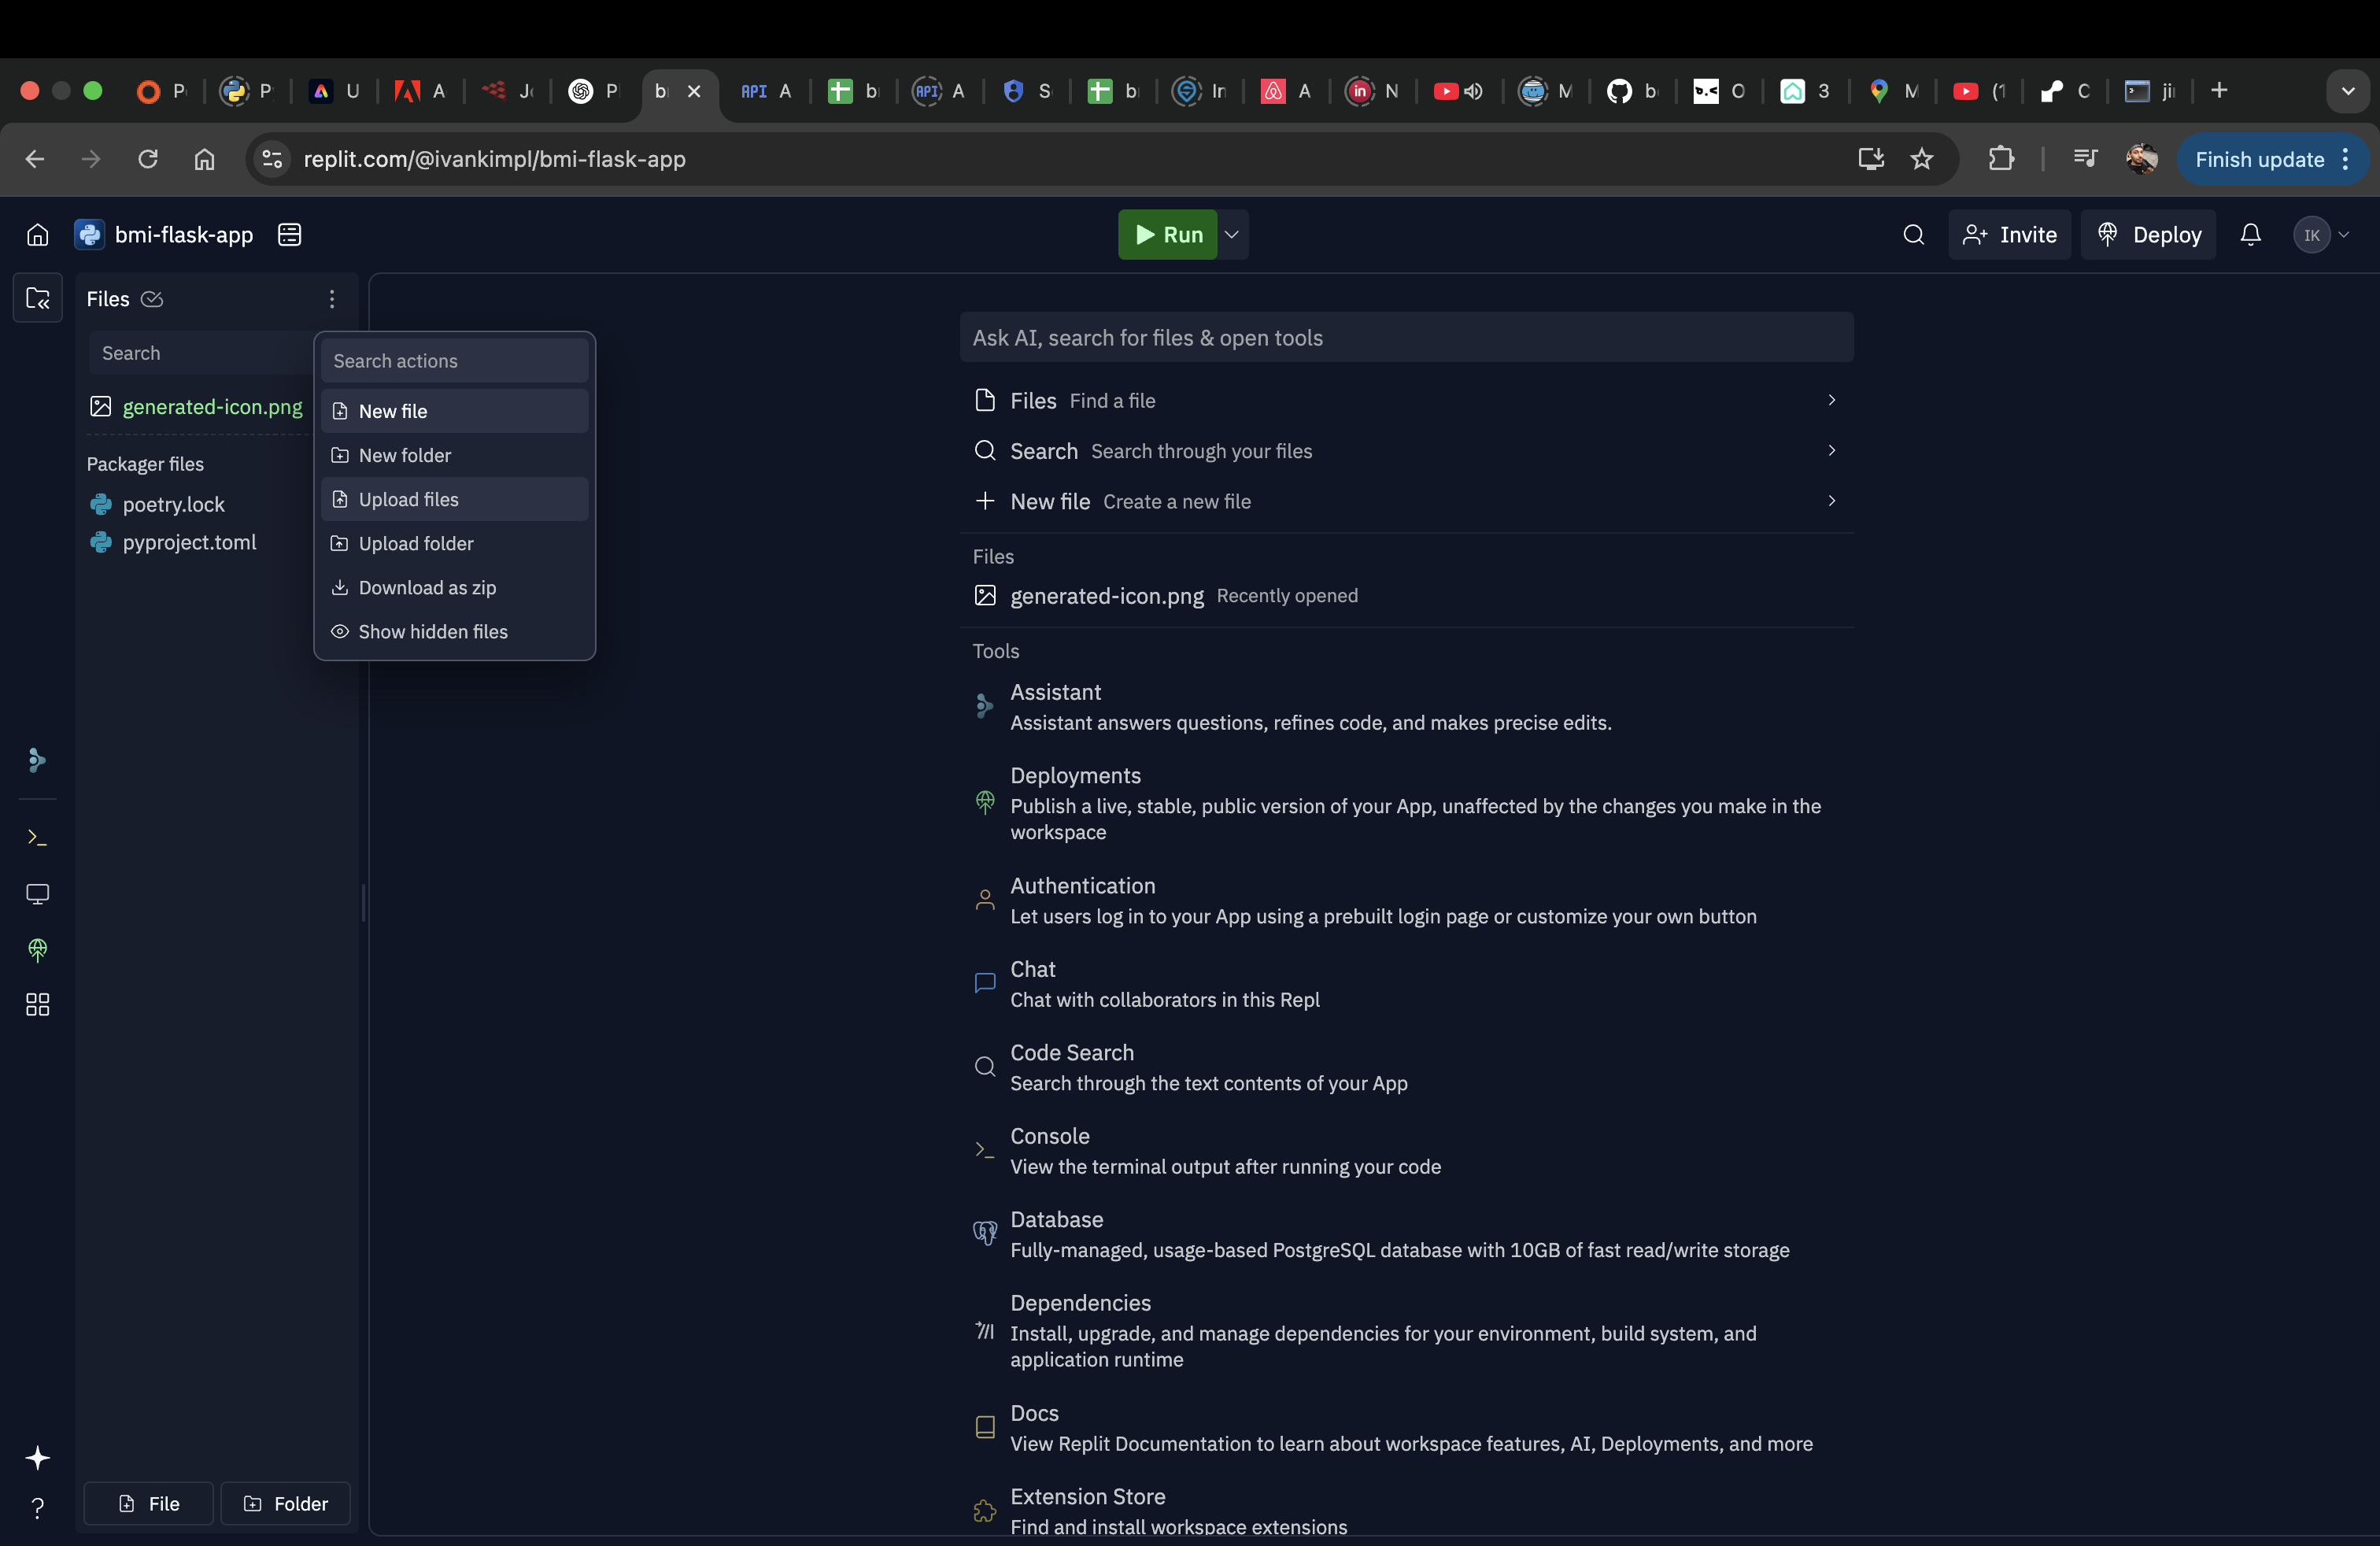 P
P
U
A
J
P
b
API A
b
API A
S
b
In
A
in N
M
b
O
3
M
(1
C
ji
replit.com/@ivankimpl/bmi-flask-app
Finish update
bmi-flask-app
Run
Invite
Deploy
IK
Files
Search
generated-icon.png
Packager files
poetry.lock
pyproject.toml
Search actions
New file
New folder
Upload files
Upload folder
Download as zip
Show hidden files
Ask AI, search for files & open tools
Files Find a file
Search Search through your files
New file Create a new file
Files
generated-icon.png Recently opened
Tools
Assistant
Assistant answers questions, refines code, and makes precise edits.
Deployments
Publish a live, stable, public version of your App, unaffected by the changes you make in the
workspace
Authentication
Let users log in to your App using a prebuilt login page or customize your own button
Chat
Chat with collaborators in this Repl
Code Search
Search through the text contents of your App
Console
View the terminal output after running your code
Database
Fully-managed, usage-based PostgreSQL database with 10GB of fast read/write storage
Dependencies
Install, upgrade, and manage dependencies for your environment, build system, and
application runtime
Docs
View Replit Documentation to learn about workspace features, AI, Deployments, and more
Extension Store
Find and install workspace extensions
File
Folder